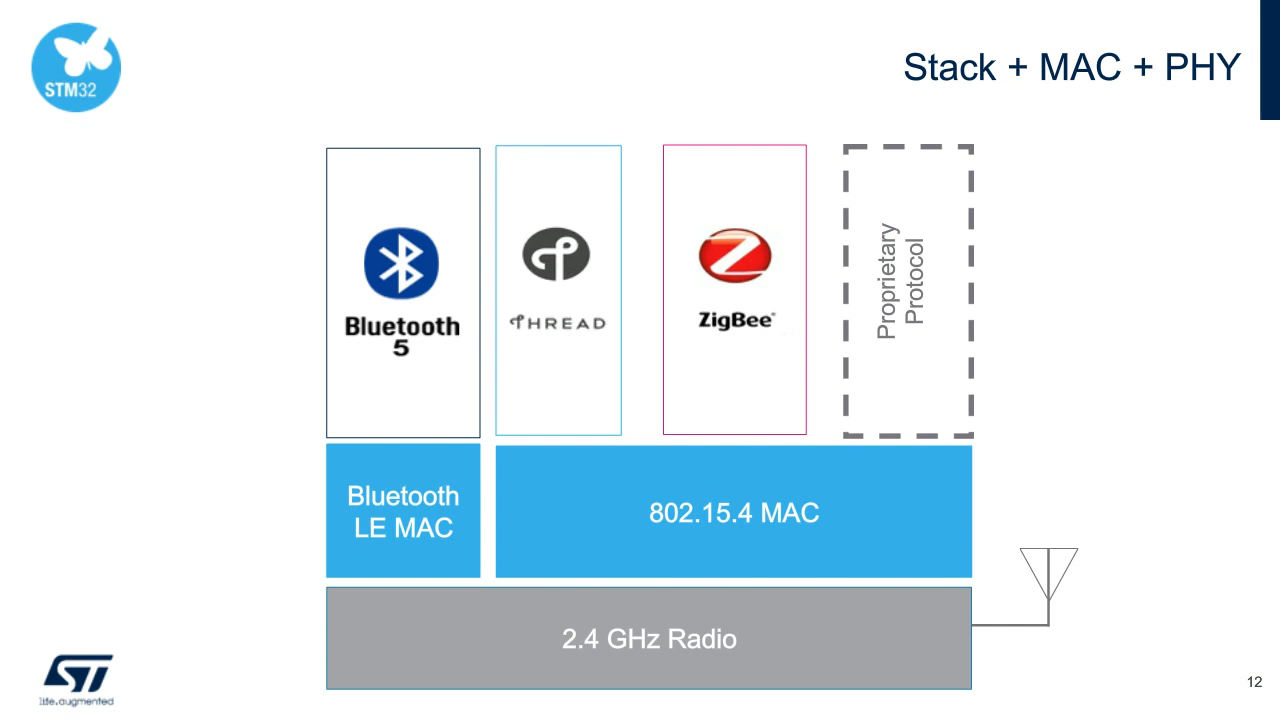 STM32
Stack + MAC + PHY
Bluetooth
5
THREAD
ZigBee
Proprietary
Protocol
Bluetooth
LE MAC
802.15.4 MAC
2.4 GHz Radio
ST
life.augmented
12